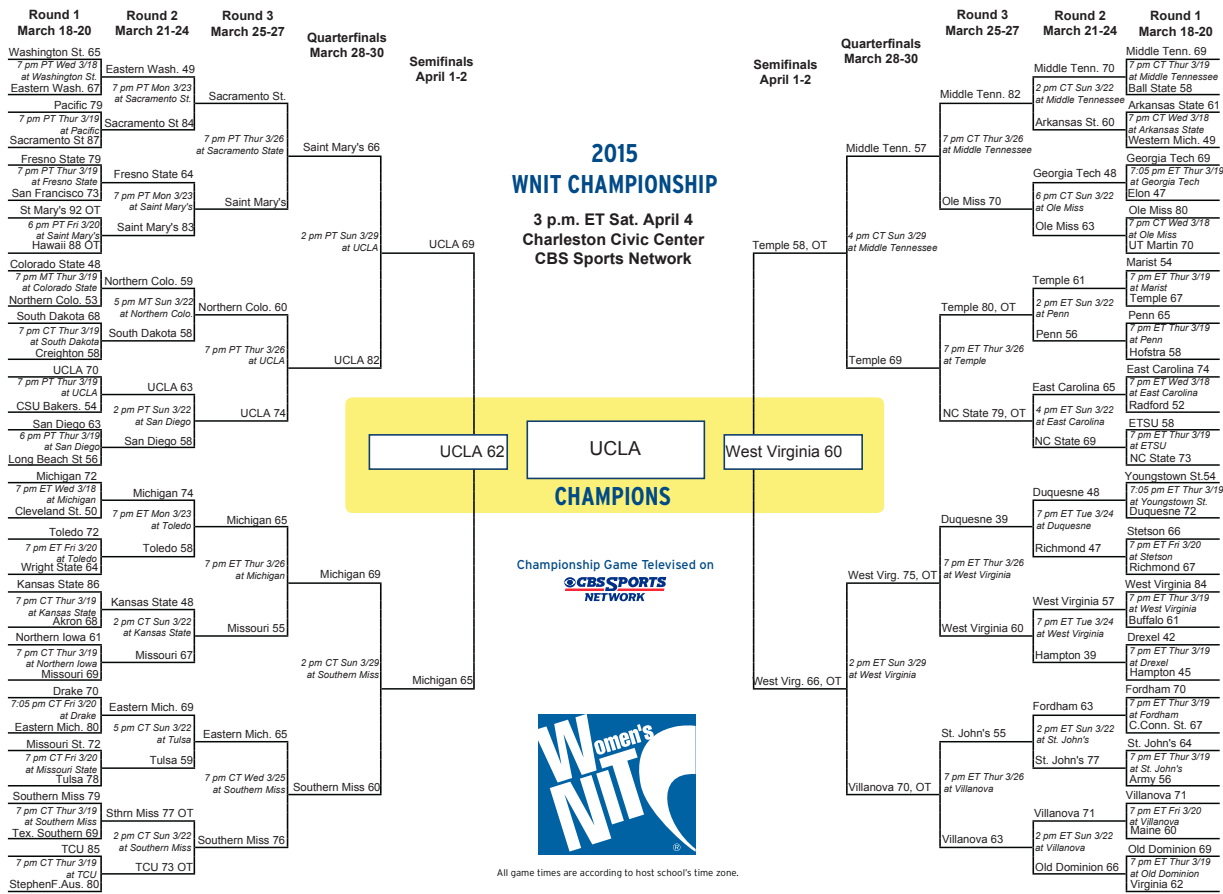 Round 1
March 18-20
Round 2
March 21-24
Round 3
March 25-27
Quarterfinals
March 28-30
Semifinals
April 1-2
Washington St. 65
7 pm PT Wed 3/18
at Washington St.
Eastern Wash. 67
Pacific 79
7 pm PT Thur 3/19
at Pacific
Sacramento St 87
Fresno State 79
7 pm PT Thur 3/19
at Fresno State
San Francisco 73
St Mary's 92 OT
6 pm PT Fri 3/20
at Saint Mary's
Hawaii 88 OT
Colorado State 48
7 pm MT Thur 3/19
at Colorado State
Northern Colo. 53
South Dakota 68
7 pm CT Thur 3/19
at South Dakota
Creighton 58
UCLA 70
7 pm PT Thur 3/19
at UCLA
CSU Bakers. 54
San Diego 63
6 pm PT Thur 3/19
at San Diego
Long Beach St 56
Michigan 72
7 pm ET Wed 3/18
at Michigan
Cleveland St. 50
Toledo 72
7 pm ET Fri 3/20
at Toledo
Wright State 64
Kansas State 86
7 pm CT Thur 3/19
at Kansas State
Akron 68
Northern Iowa 61
7 pm CT Thur 3/19
at Northern Iowa
Missouri 69
Drake 70
7:05 pm CT Fri 3/20
at Drake
Eastern Mich. 80
Missouri St. 72
7 pm CT Fri 3/20
at Missouri State
Tulsa 78
Southern Miss 79
7 pm CT Thur 3/19
at Southern Miss
Tex. Southern 69
TCU 85
7 pm CT Thur 3/19
at TCU
StephenF.Aus. 80
Eastern Wash. 49
7 pm PT Mon 3/23
at Sacramento St.
Sacramento St 84
Fresno State 64
7 pm PT Mon 3/23
at Saint Mary's
Saint Mary's 83
Northern Colo. 59
5 pm MT Sun 3/22
at Northern Colo.
South Dakota 58
UCLA 63
2 pm PT Sun 3/22
at San Diego
San Diego 58
Michigan 74
7 pm ET Mon 3/23
at Toledo
Toledo 58
Kansas State 48
2 pm CT Sun 3/22
at Kansas State
Missouri 67
Eastern Mich. 69
5 pm CT Sun 3/22
at Tulsa
Tulsa 59
Sthrn Miss 77 OT
2 pm CT Sun 3/22
at Southern Miss
TCU 73 OT
Sacramento St.
7 pm PT Thur 3/26
at Sacramento State
Saint Mary's
Northern Colo. 60
7 pm PT Thur 3/26
at UCLA
UCLA 74
Michigan 65
7 pm ET Thur 3/26
at Michigan
Missouri 55
Eastern Mich. 65
7 pm CT Wed 3/25
at Southern Miss
Southern Miss 76
Saint Mary's 66
2 pm PT Sun 3/29
at UCLA
UCLA 82
Michigan 69
2 pm CT Sun 3/29
at Southern Miss
Southern Miss 60
UCLA 69
Michigan 65
2015
WNIT CHAMPIONSHIP
3 p.m. ET Sat. April 4
Charleston Civic Center
CBS Sports Network
UCLA 62
UCLA
West Virginia 60
CHAMPIONS
Championship Game Televised on
CBS SPORTS
NETWORK
Women's
NIT
®
All game times are according to host school's time zone.
Semifinals
April 1-2
Quarterfinals
March 28-30
Round 3
March 25-27
Round 2
March 21-24
Round 1
March 18-20
Temple 58, OT
West Virg. 66, OT
Middle Tenn. 57
4 pm CT Sun 3/29
at Middle Tennessee
Temple 69
West Virg. 75, OT
2 pm ET Sun 3/29
at West Virginia
Villanova 70, OT
Middle Tenn. 82
7 pm CT Thur 3/26
at Middle Tennessee
Ole Miss 70
Temple 80, OT
7 pm ET Thur 3/26
at Temple
NC State 79, OT
Duquesne 39
7 pm ET Thur 3/26
at West Virginia
West Virginia 60
St. John's 55
7 pm ET Thur 3/26
at Villanova
Villanova 63
Middle Tenn. 70
2 pm CT Sun 3/22
at Middle Tennessee
Arkansas St. 60
Georgia Tech 48
6 pm CT Sun 3/22
at Ole Miss
Ole Miss 63
Temple 61
2 pm ET Sun 3/22
at Penn
Penn 56
East Carolina 65
4 pm ET Sun 3/22
at East Carolina
NC State 69
Duquesne 48
7 pm ET Tue 3/24
at Duquesne
Richmond 47
West Virginia 57
7 pm ET Tue 3/24
at West Virginia
Hampton 39
Fordham 63
2 pm ET Sun 3/22
at St. John's
St. John's 77
Villanova 71
2 pm ET Sun 3/22
at Villanova
Old Dominion 66
Middle Tenn. 69
7 pm CT Thur 3/19
at Middle Tennessee
Ball State 58
Arkansas State 61
7 pm CT Wed 3/18
at Arkansas State
Western Mich. 49
Georgia Tech 69
7:05 pm ET Thur 3/19
at Georgia Tech
Elon 47
Ole Miss 80
7 pm CT Wed 3/18
at Ole Miss
UT Martin 70
Marist 54
7 pm ET Thur 3/19
at Marist
Temple 67
Penn 65
7 pm ET Thur 3/19
at Penn
Hofstra 58
East Carolina 74
7 pm ET Wed 3/18
at East Carolina
Radford 52
ETSU 58
7 pm ET Thur 3/19
at ETSU
NC State 73
Youngstown St.54
7:05 pm ET Thur 3/19
at Youngstown St.
Duquesne 72
Stetson 66
7 pm ET Fri 3/20
at Stetson
Richmond 67
West Virginia 84
7 pm ET Thur 3/19
at West Virginia
Buffalo 61
Drexel 42
7 pm ET Thur 3/19
at Drexel
Hampton 45
Fordham 70
7 pm ET Thur 3/19
at Fordham
C.Conn. St. 67
St. John's 64
7 pm ET Thur 3/19
at St. John's
Army 56
Villanova 71
7 pm ET Fri 3/20
at Villanova
Maine 60
Old Dominion 69
7 pm ET Thur 3/19
at Old Dominion
Virginia 62